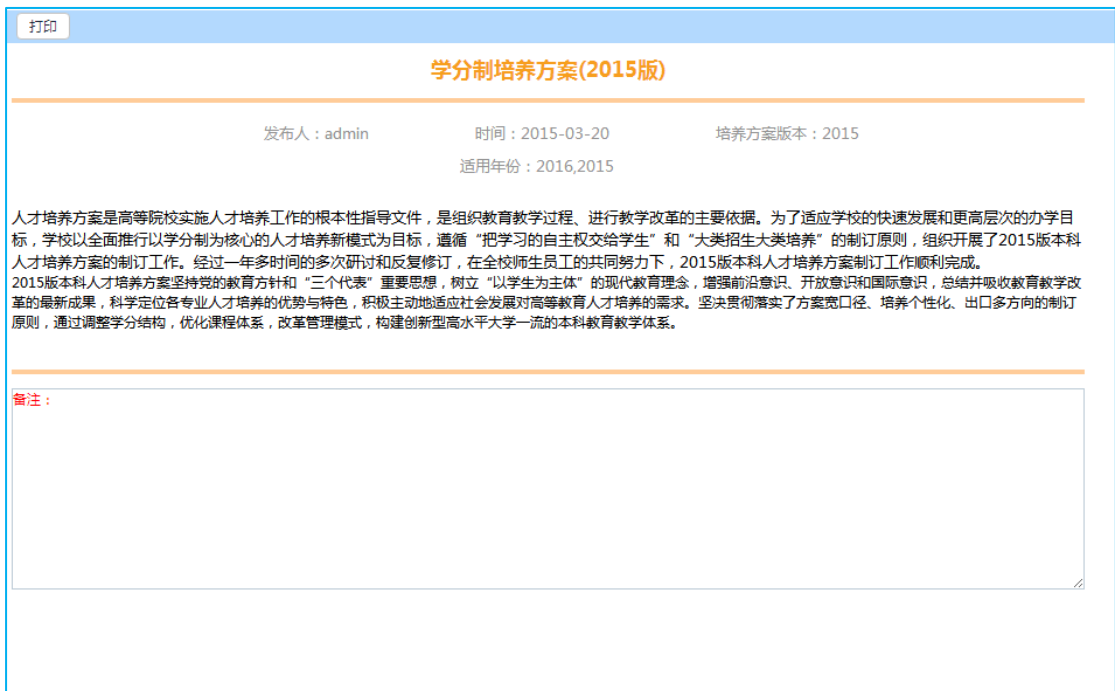 打印
学分制培养方案(2015版)
发布人：admin 时间：2015-03-20 培养方案版本：2015
适用年份：2016,2015
人才培养方案是高等院校实施人才培养工作的根本性指导文件，是组织教育教学过程、进行教学改革的主要依据。为了适应学校的快速发展和更高层次的办学目
标，学校以全面推行以学分制为核心的人才培养新模式为目标，遵循“把学习的自主权交给学生”和“大类招生大类培养”的制订原则，组织开展了2015版本科
人才培养方案的制订工作。经过一年多时间的多次研讨和反复修订，在全校师生员工的共同努力下，2015版本科人才培养方案制订工作顺利完成。
2015版本科人才培养方案坚持党的教育方针和“三个代表”重要思想，树立“以学生为主体”的现代教育理念，增强前沿意识、开放意识和国际意识，总结并吸收教育教学改
革的最新成果，科学定位各专业人才培养的优势与特色，积极主动地适应社会发展对高等教育人才培养的需求。坚决贯彻落实了方案宽口径、培养个性化、出口多方向的制订
原则，通过调整学分结构，优化课程体系，改革管理模式，构建创新型高水平大学一流的本科教育教学体系。
备注：